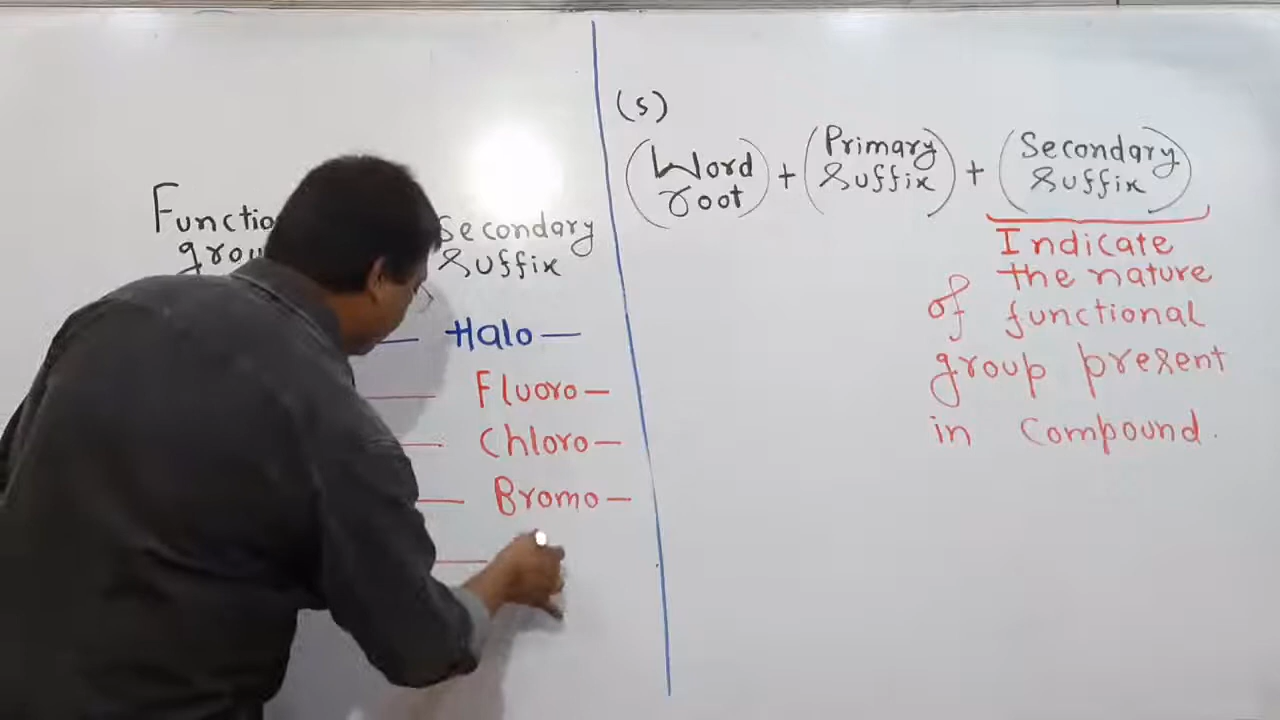 Functio
grou
Secondary
Suffix
— Halo —
— Fluoro —
— Chloro —
— Bromo —
—
(s)
(Word root) + (Primary Suffix) + (Secondary Suffix)
Indicate
the nature
of functional
group present
in compound.